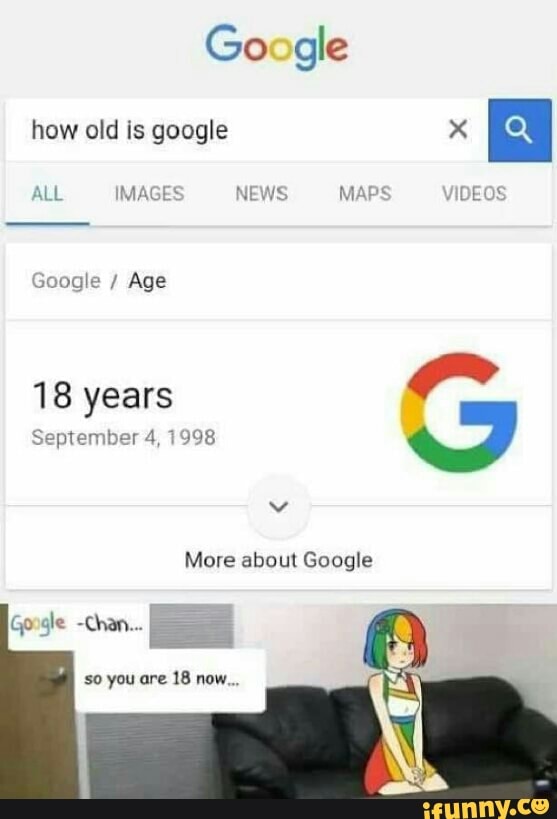 Google
how old is google
ALL IMAGES NEWS MAPS VIDEOS
Google / Age
18 years
September 4, 1998
More about Google
Google -Chan...
so you are 18 now...
ifunny.co